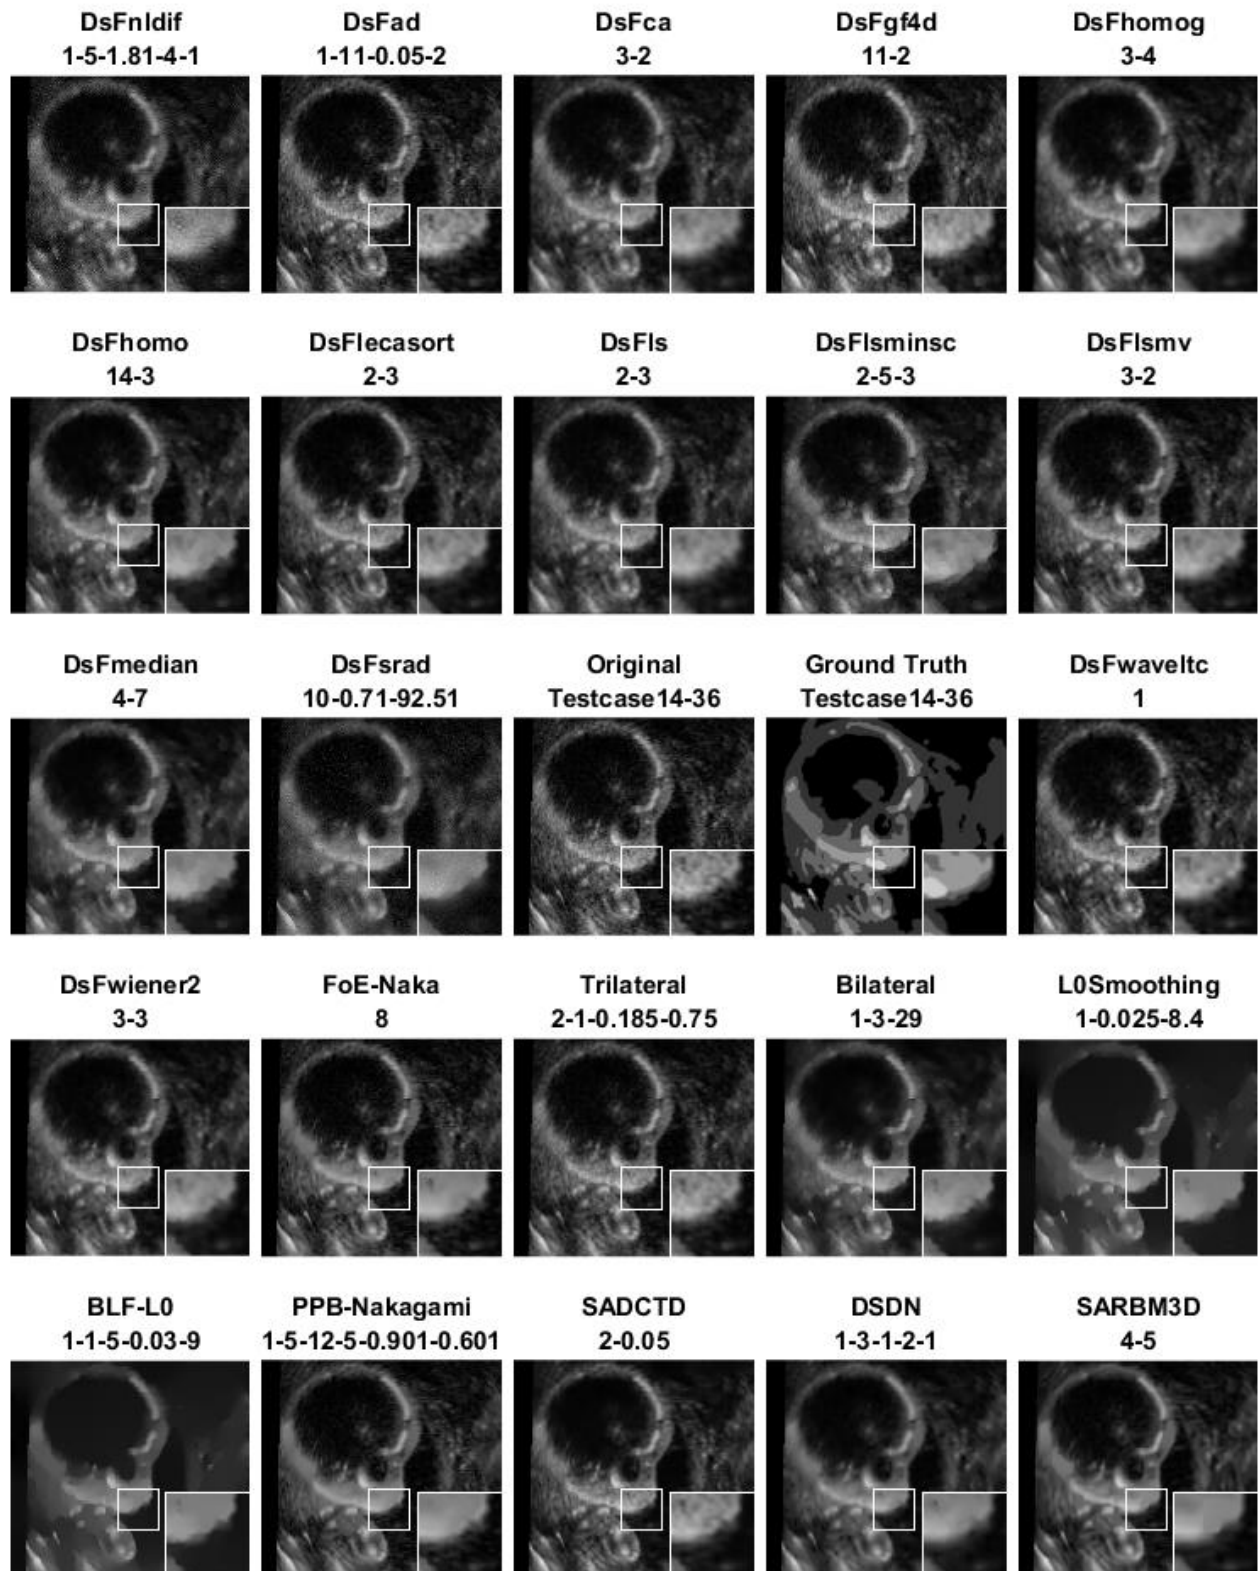 DsFnldif DsFad DsFca DsFgf4d DsFhomog
1-5-1.81-4-1 1-11-0.05-2 3-2 11-2 3-4
DsFhomo DsFlecasort DsFls DsFlsminsc DsFlsmv
14-3 2-3 2-3 2-5-3 3-2
DsFmedian DsFsrad Original Ground Truth DsFwaveltc
4-7 10-0.71-92.51 Testcase14-36 Testcase14-36 1
DsFwiener2 FoE-Naka Trilateral Bilateral L0Smoothing
3-3 8 2-1-0.185-0.75 1-3-29 1-0.025-8.4
BLF-L0 PPB-Nakagami SADCTD DSDN SARBM3D
1-1-5-0.03-9 1-5-12-5-0.901-0.601 2-0.05 1-3-1-2-1 4-5